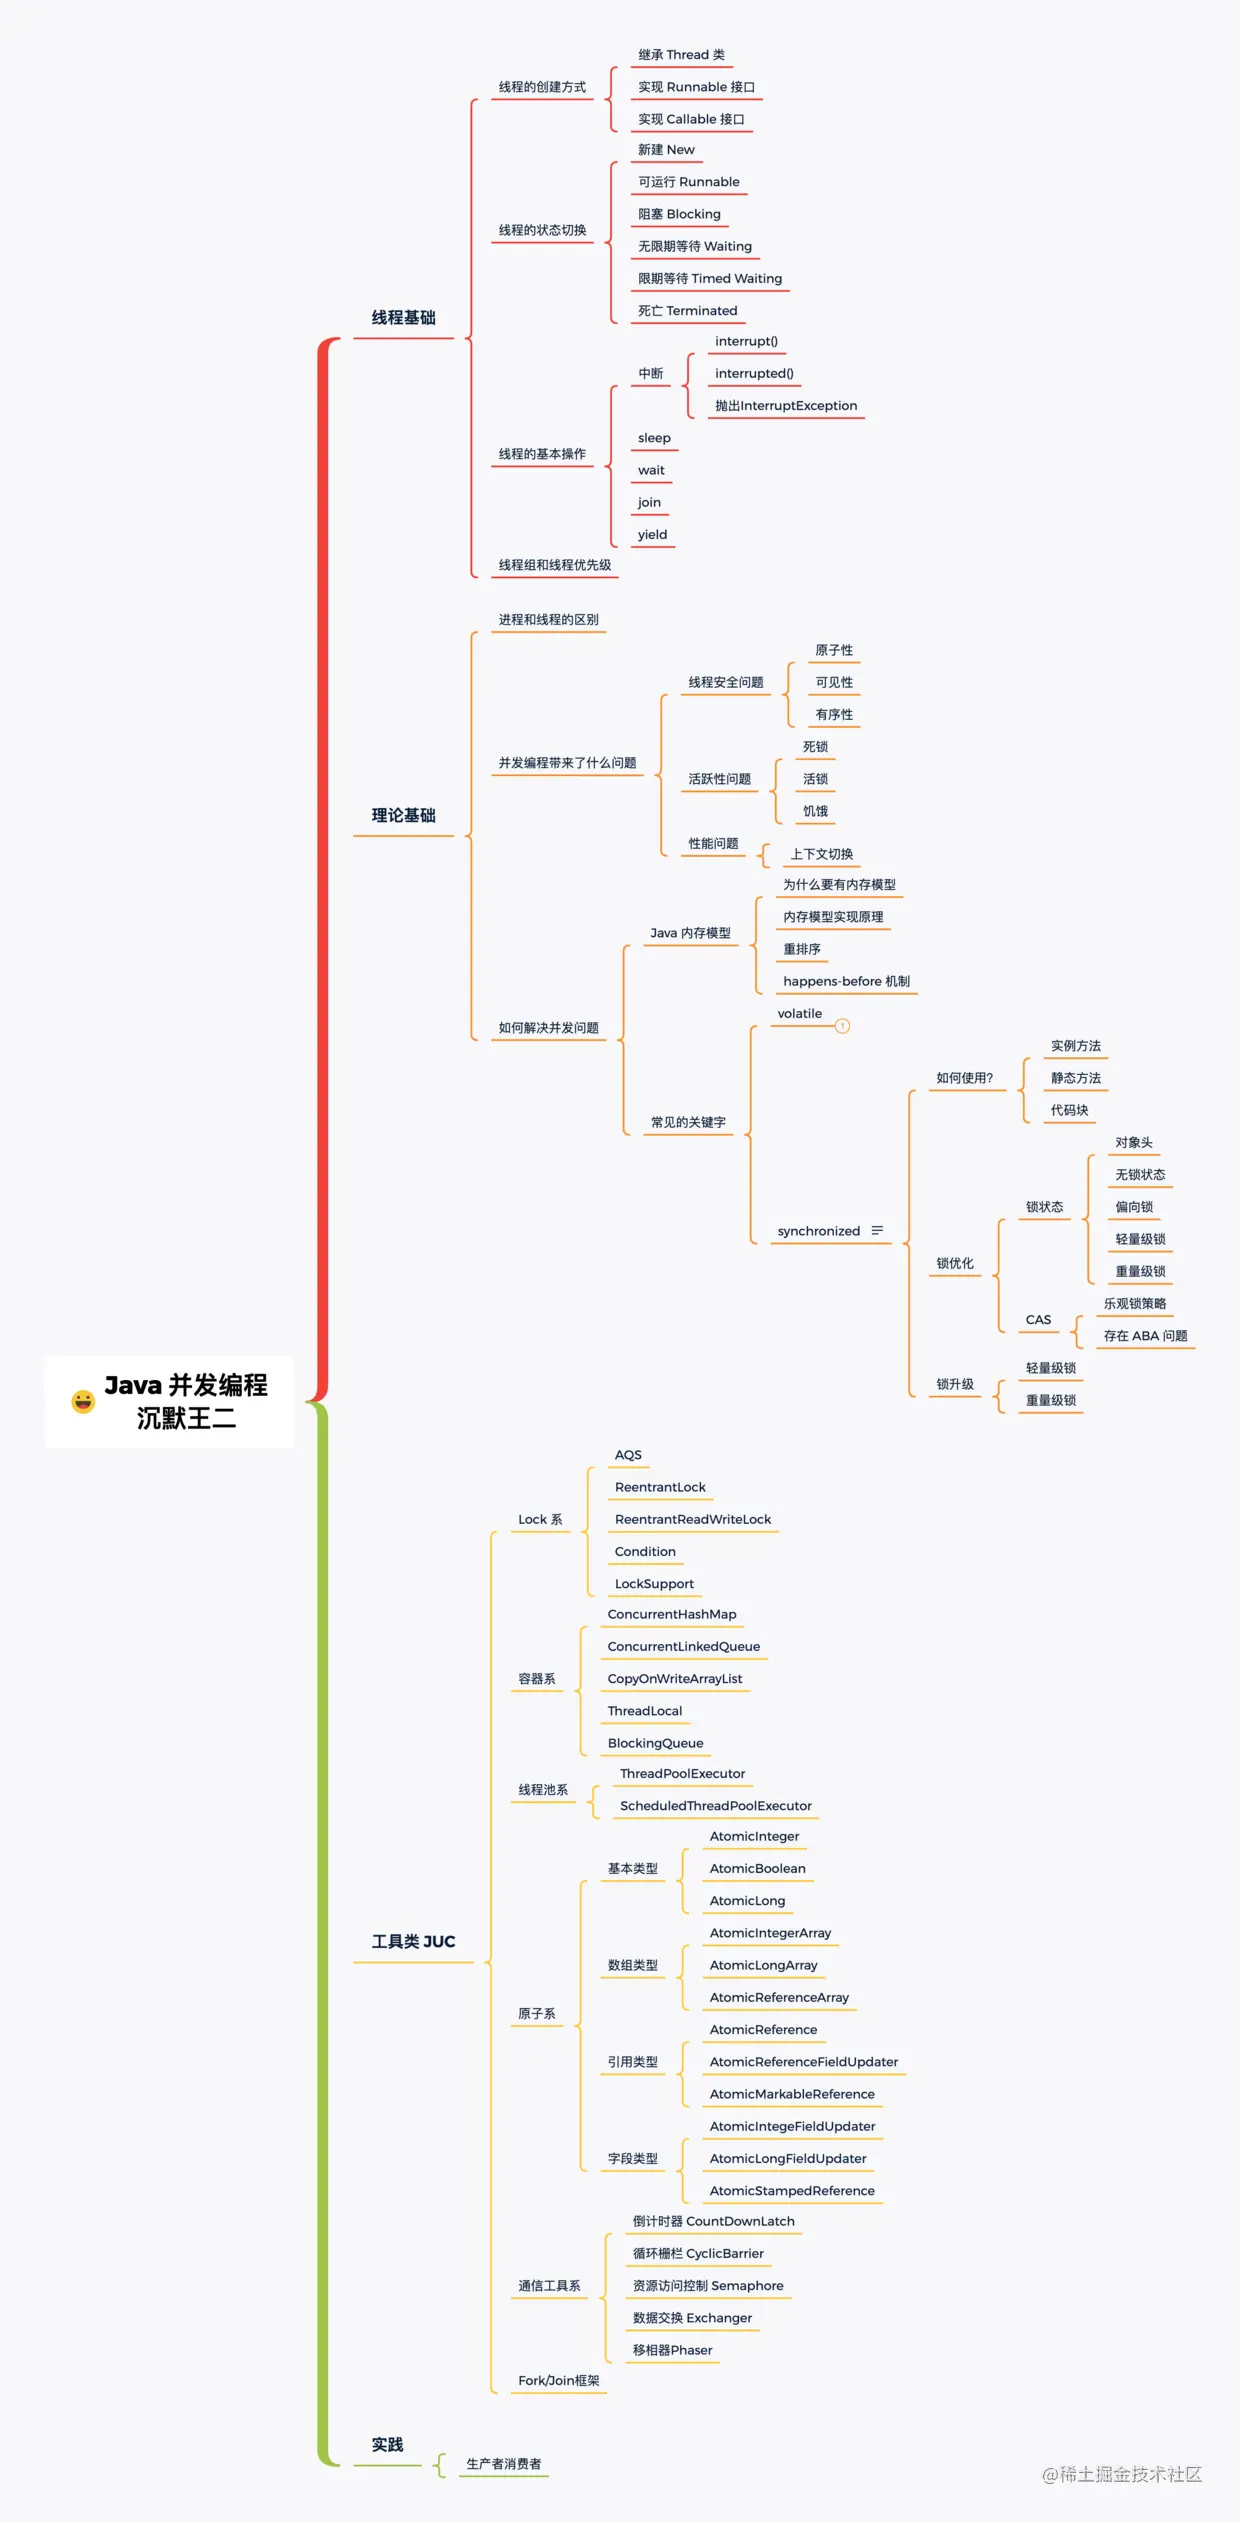 继承 Thread 类
线程的创建方式
实现 Runnable 接口
实现 Callable 接口
新建 New
可运行 Runnable
阻塞 Blocking
线程的状态切换
无限期等待 Waiting
限期等待 Timed Waiting
死亡 Terminated
线程基础
interrupt()
中断
interrupted()
抛出InterruptException
sleep
线程的基本操作
wait
join
yield
线程组和线程优先级
进程和线程的区别
原子性
线程安全问题
可见性
有序性
死锁
并发编程带来了什么问题
活跃性问题
活锁
饥饿
理论基础
性能问题
上下文切换
为什么要有内存模型
内存模型实现原理
Java 内存模型
重排序
happens-before 机制
volatile
1
如何解决并发问题
实例方法
如何使用?
静态方法
代码块
常见的关键字
对象头
无锁状态
锁状态
偏向锁
轻量级锁
重量级锁
synchronized
锁优化
乐观锁策略
CAS
存在 ABA 问题
轻量级锁
锁升级
重量级锁
Java 并发编程
沉默王二
AQS
ReentrantLock
Lock 系
ReentrantReadWriteLock
Condition
LockSupport
ConcurrentHashMap
ConcurrentLinkedQueue
容器系
CopyOnWriteArrayList
ThreadLocal
BlockingQueue
ThreadPoolExecutor
线程池系
ScheduledThreadPoolExecutor
AtomicInteger
基本类型
AtomicBoolean
AtomicLong
工具类 JUC
AtomicIntegerArray
数组类型
AtomicLongArray
AtomicReferenceArray
原子系
AtomicReference
引用类型
AtomicReferenceFieldUpdater
AtomicMarkableReference
AtomicIntegeFieldUpdater
字段类型
AtomicLongFieldUpdater
AtomicStampedReference
倒计时器 CountDownLatch
循环栅栏 CyclicBarrier
通信工具系
资源访问控制 Semaphore
数据交换 Exchanger
移相器Phaser
Fork/Join框架
实践
生产者消费者
@稀土掘金技术社区